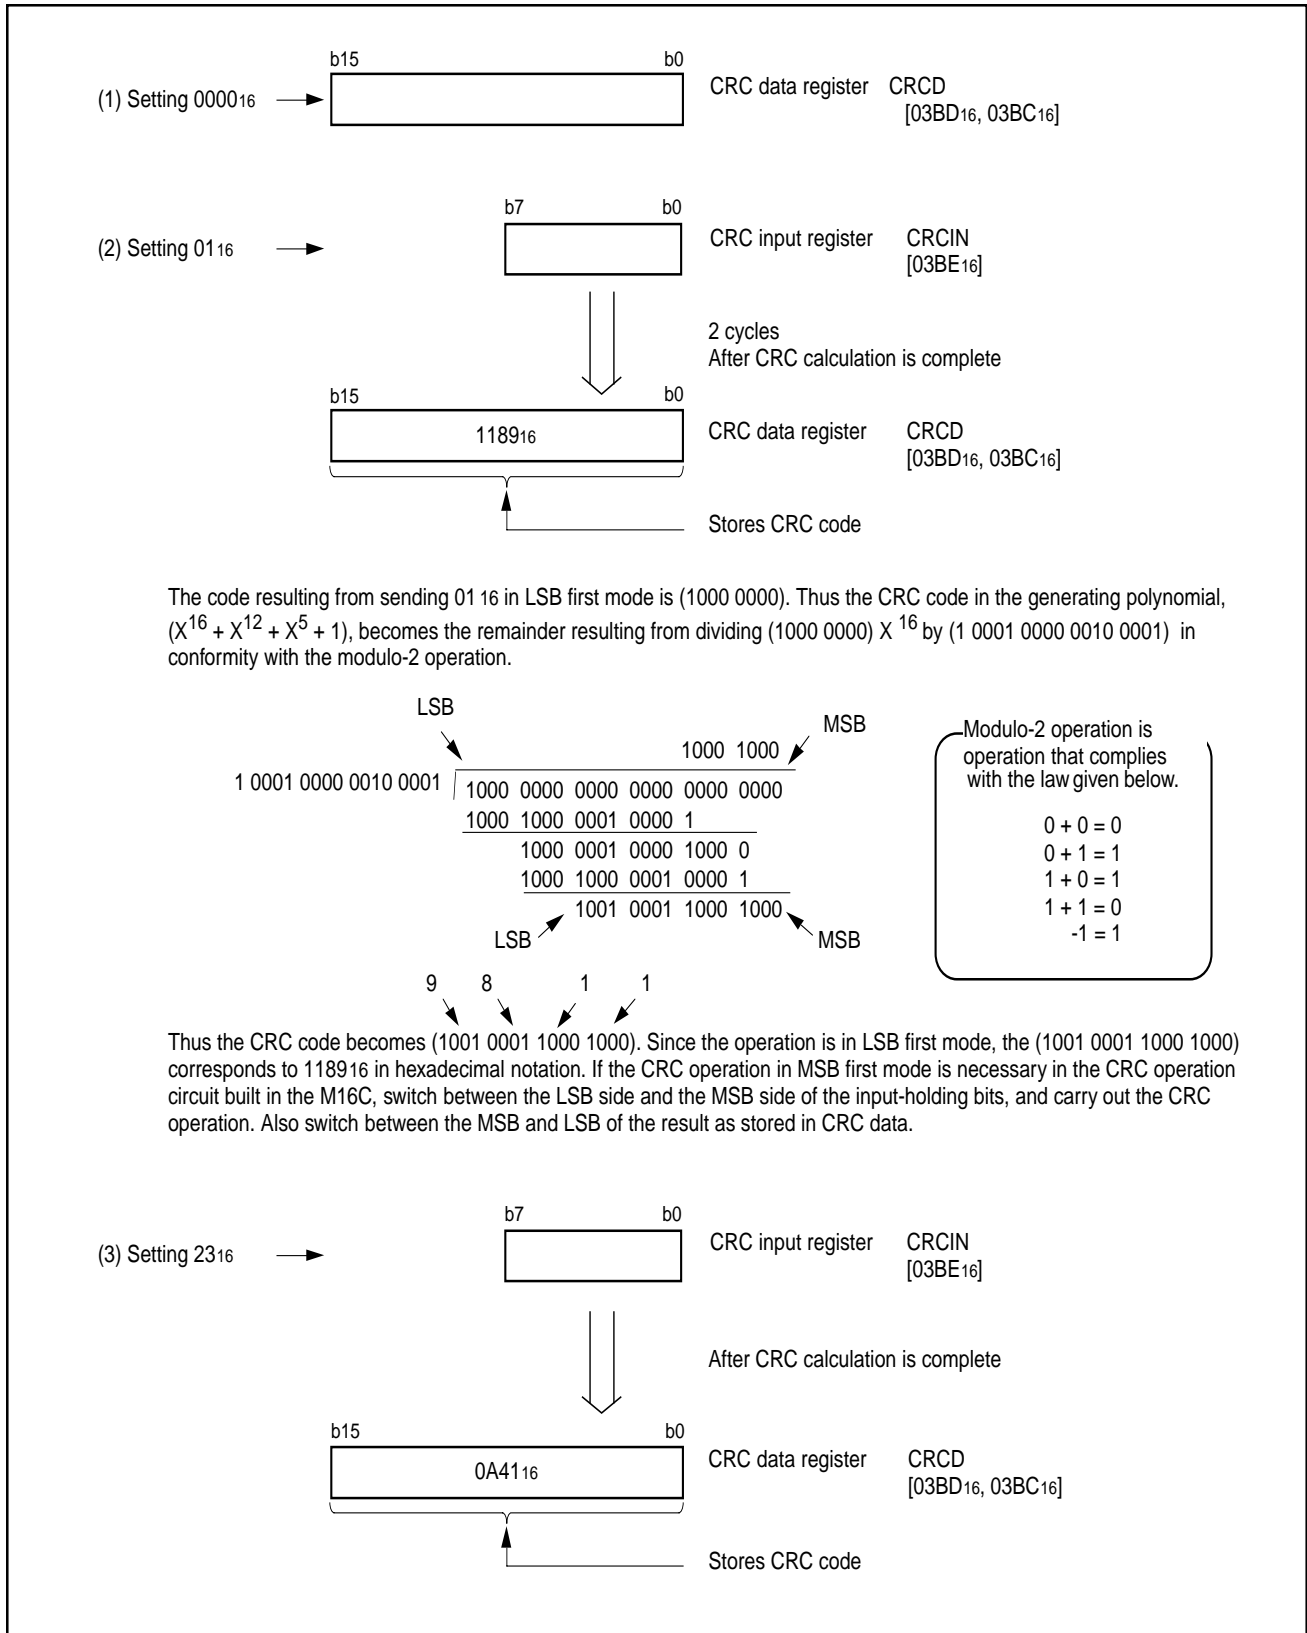 b15 b0
(1) Setting 000016
CRC data register CRCD
[03BD16, 03BC16]
b7 b0
(2) Setting 0116
CRC input register CRCIN
[03BE16]
2 cycles
After CRC calculation is complete
b15 b0
118916
CRC data register CRCD
[03BD16, 03BC16]
Stores CRC code
The code resulting from sending 01 16 in LSB first mode is (1000 0000). Thus the CRC code in the generating polynomial,
(X16 + X12 + X5 + 1), becomes the remainder resulting from dividing (1000 0000) X 16 by (1 0001 0000 0010 0001) in
conformity with the modulo-2 operation.
LSB
MSB
1000 1000
1 0001 0000 0010 0001 1000 0000 0000 0000 0000 0000
1000 1000 0001 0000 1
1000 0001 0000 1000 0
1000 1000 0001 0000 1
1001 0001 1000 1000
LSB MSB
Modulo-2 operation is
operation that complies
with the law given below.
0 + 0 = 0
0 + 1 = 1
1 + 0 = 1
1 + 1 = 0
-1 = 1
9 8 1 1
Thus the CRC code becomes (1001 0001 1000 1000). Since the operation is in LSB first mode, the (1001 0001 1000 1000)
corresponds to 118916 in hexadecimal notation. If the CRC operation in MSB first mode is necessary in the CRC operation
circuit built in the M16C, switch between the LSB side and the MSB side of the input-holding bits, and carry out the CRC
operation. Also switch between the MSB and LSB of the result as stored in CRC data.
b7 b0
(3) Setting 2316
CRC input register CRCIN
[03BE16]
After CRC calculation is complete
b15 b0
0A4116
CRC data register CRCD
[03BD16, 03BC16]
Stores CRC code